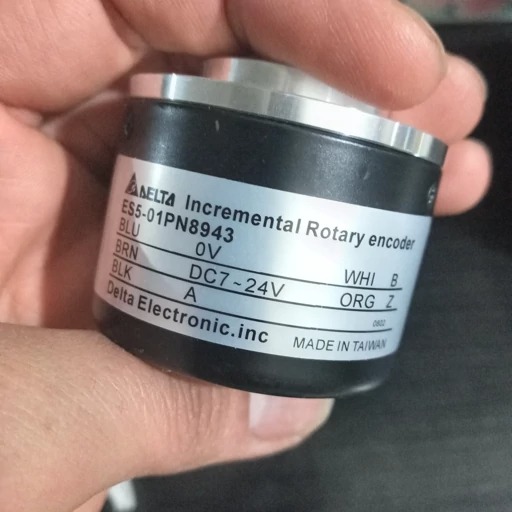 DELTA Incremental Rotary encoder
ES5-01PN8943
BLU 0V WHI B
BRN DC7~24V ORG Z
BLK A 0802
Delta Electronic.inc MADE IN TAIWAN